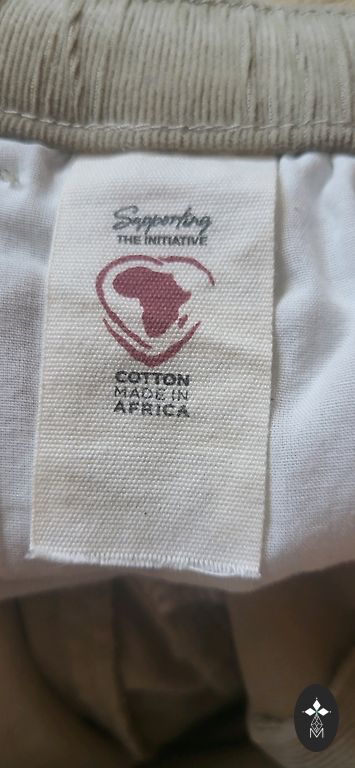 Supporting
THE INITIATIVE
COTTON
MADE IN
AFRICA
M